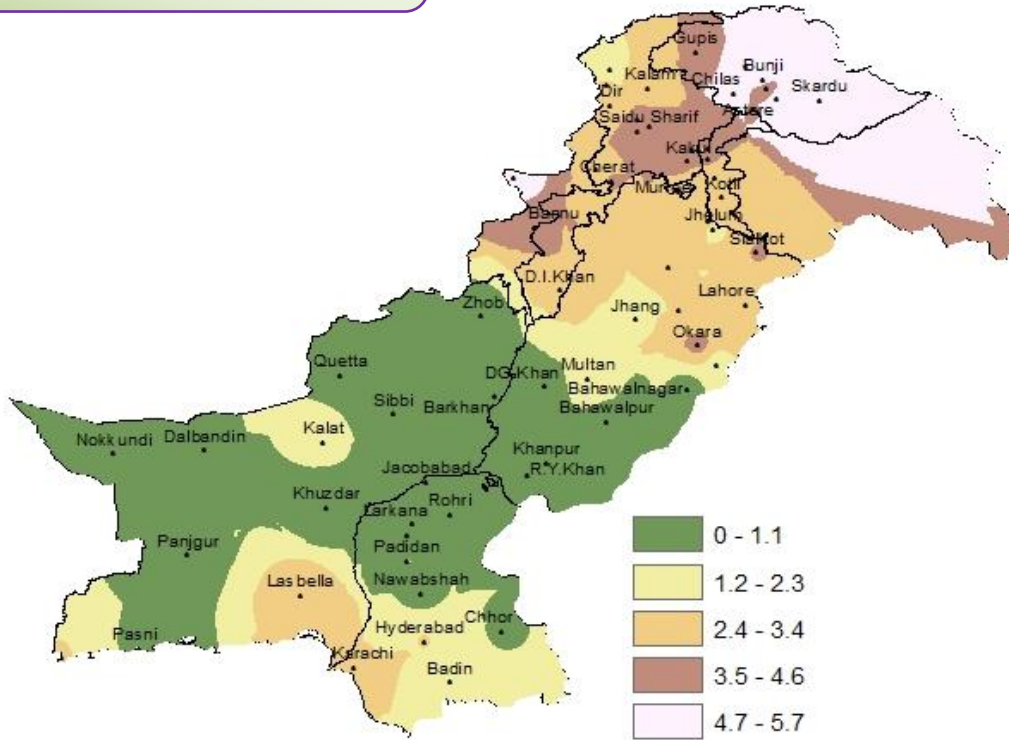 Gupis
Bunji
Kalam
Chilas
Skardu
Dir
Astore
Saidu Sharif
Kakul
Cherat
Murree
Kotli
Bannu
Jhelum
Sialkot
D.I.Khan
Zhob
Jhang
Lahore
Okara
Quetta
DG Khan
Multan
Bahawalnagar
Sibbi
Barkhan
Bahawalpur
Kalat
Nokkundi
Dalbandin
Khanpur
Jacobabad
R.Y.Khan
Khuzdar
Rohri
Larkana
0 - 1.1
Panjgur
Padidan
Lasbella
Nawabshah
1.2 - 2.3
Chhor
Pasni
Hyderabad
2.4 - 3.4
Karachi
Badin
3.5 - 4.6
4.7 - 5.7